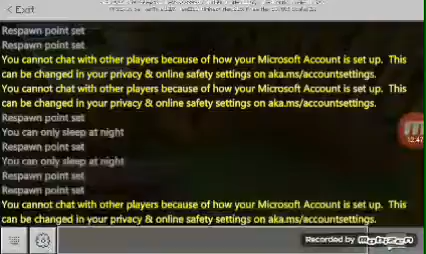 < Exit
Respawn point set
Respawn point set
You cannot chat with other players because of how your Microsoft Account is set up. This
can be changed in your privacy & online safety settings on aka.ms/accountsettings.
You cannot chat with other players because of how your Microsoft Account is set up. This
can be changed in your privacy & online safety settings on aka.ms/accountsettings.
Respawn point set
You can only sleep at night
Respawn point set
You can only sleep at night
Respawn point set
Respawn point set
Respawn point set
You cannot chat with other players because of how your Microsoft Account is set up. This
can be changed in your privacy & online safety settings on aka.ms/accountsettings.
12:47
Recorded by Mobizen